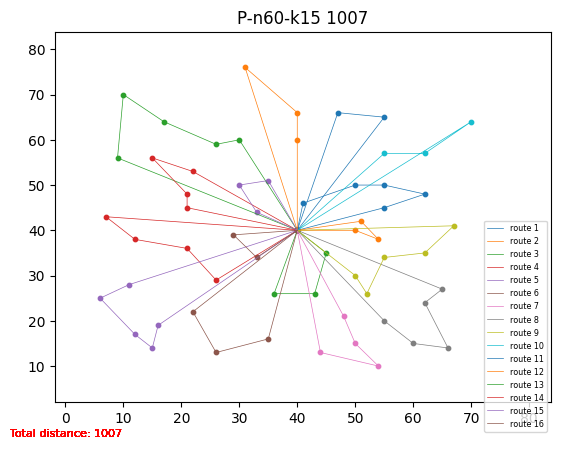 P-n60-k15 1007
80
70
60
50
40
30
20
10
0 10 20 30 40 50 60 70 80
route 1
route 2
route 3
route 4
route 5
route 6
route 7
route 8
route 9
route 10
route 11
route 12
route 13
route 14
route 15
route 16
Total distance: 1007